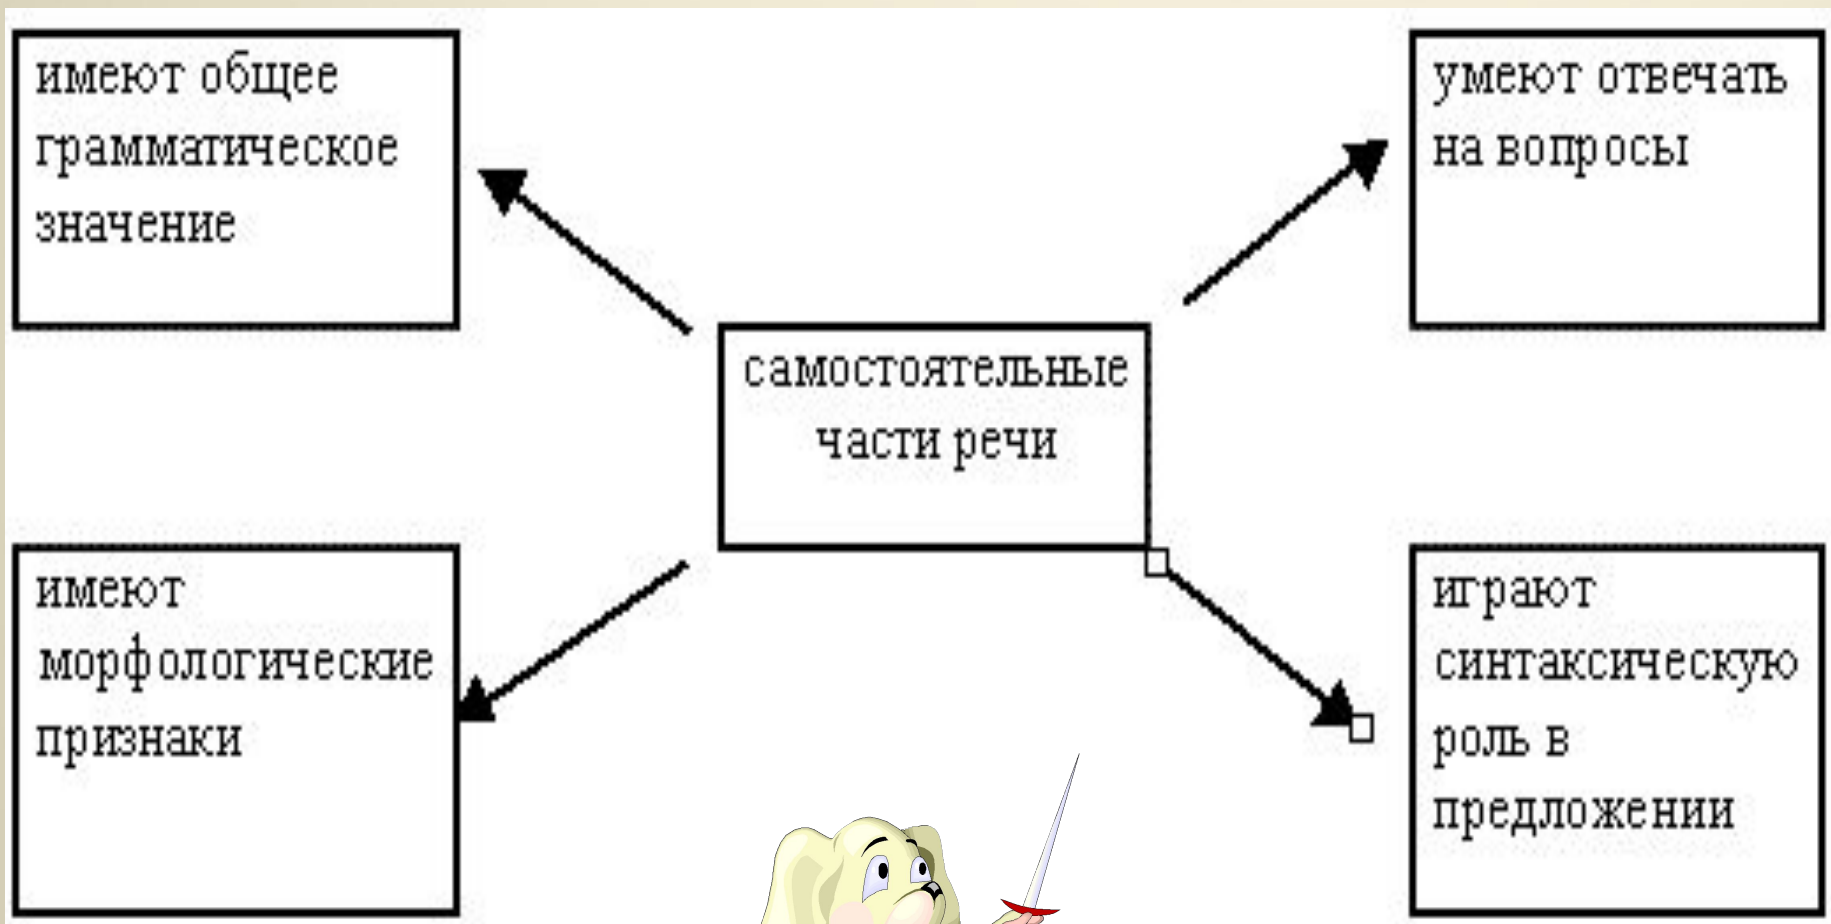 имеют общее
грамматическое
значение
умеют отвечать
на вопросы
самостоятельные
части речи
имеют
морфологические
признаки
играют
синтаксическую
роль в
предложении